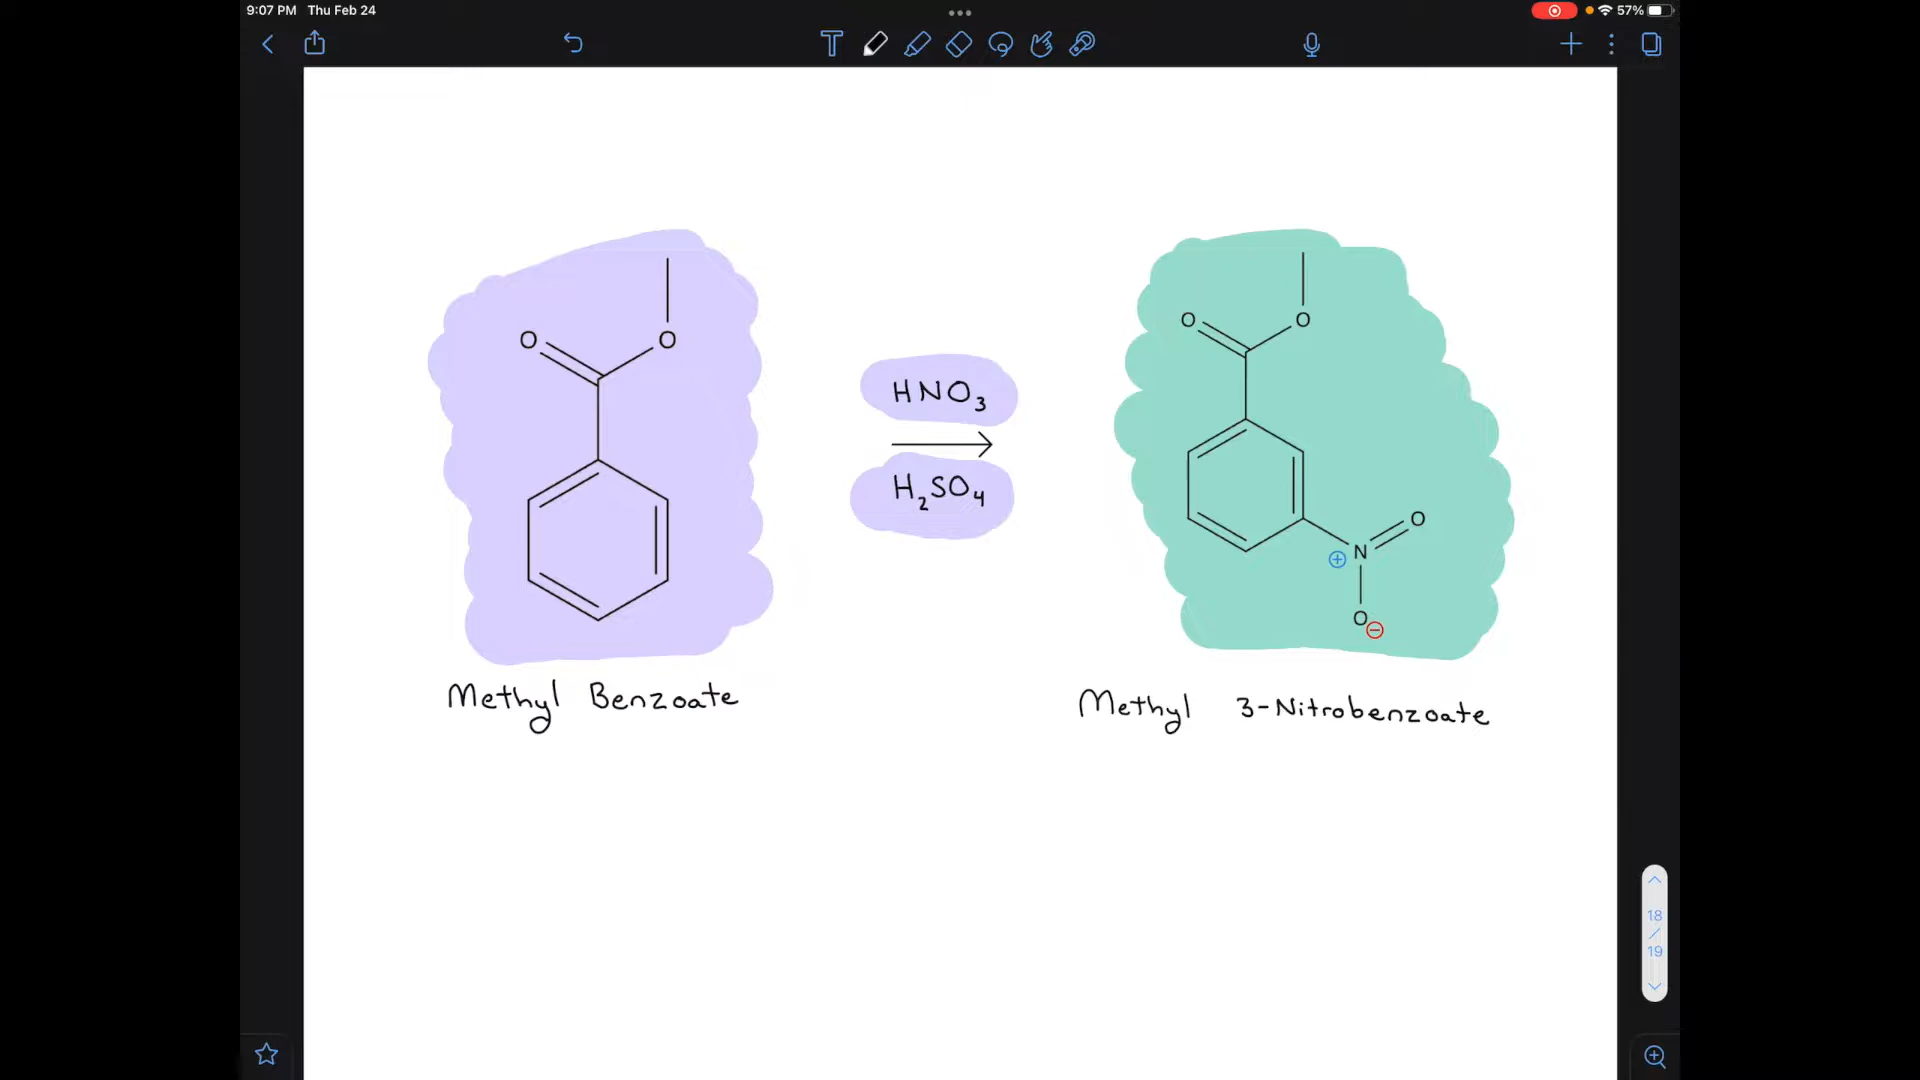 9:07 PM Thu Feb 24
57%
T
O
O
HNO₃
H₂SO₄
O
O
N
O
⊕
O
⊖
Methyl Benzoate
Methyl 3-Nitrobenzoate
18
/
19